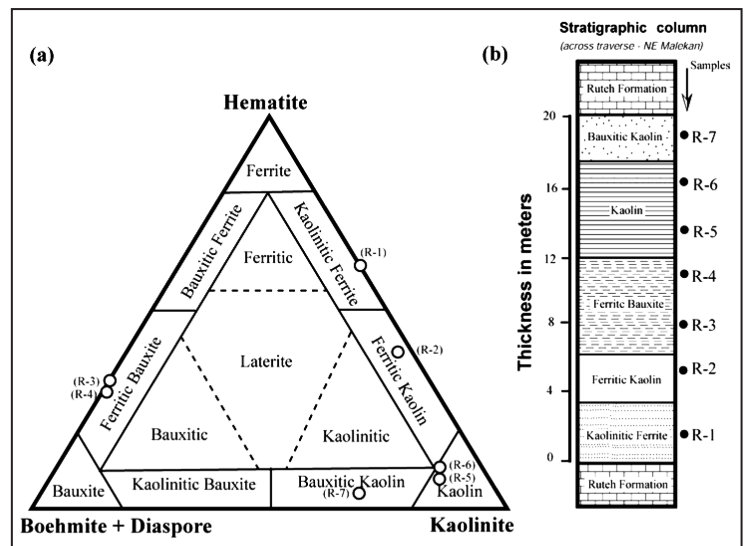 (a)
Hematite
Ferrite
Bauxitic Ferrite
Kaolinitic Ferrite
Ferritic
(R-1)
(R-2)
Laterite
Ferritic Bauxite
Ferritic Kaolin
(R-3)
(R-4)
Bauxitic
Kaolinitic
(R-6)
(R-5)
Bauxite
Kaolinitic Bauxite
Bauxitic Kaolin
(R-7)
Kaolin
Boehmite + Diaspore
Kaolinite
(b)
Stratigraphic column
(across traverse - NE Malekan)
Samples
Thickness in meters
20
16
12
8
4
0
Ruteh Formation
Bauxitic Kaolin
R-7
R-6
Kaolin
R-5
R-4
Ferritc Bauxite
R-3
R-2
Ferritic Kaolin
Kaolinitic Ferrite
R-1
Ruteh Formation